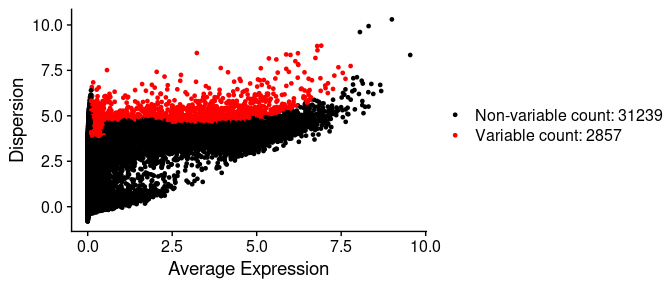 10.0
7.5
5.0
2.5
0.0
Dispersion
0.0 2.5 5.0 7.5 10.0
Average Expression
Non-variable count: 31239
Variable count: 2857